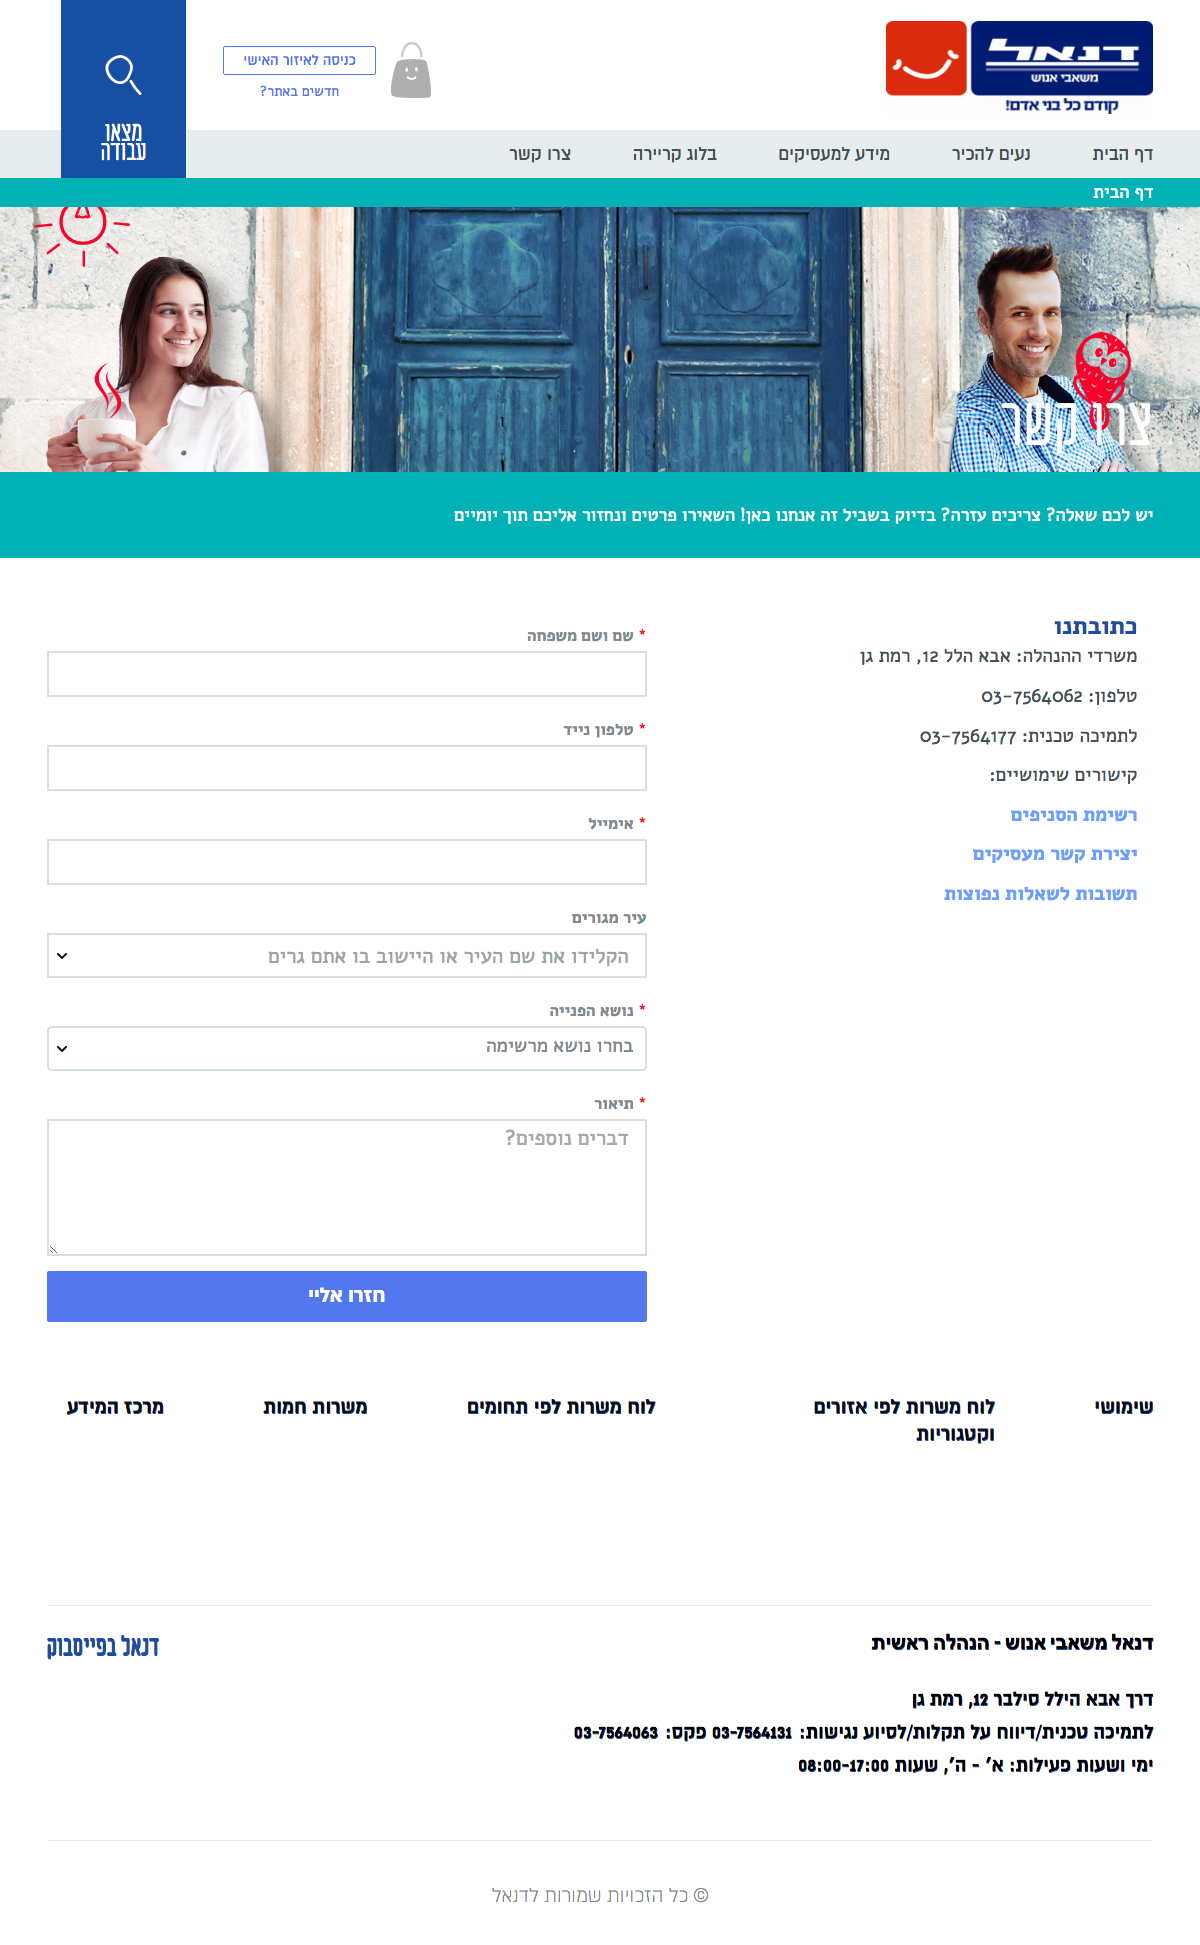 דנאל
משאבי אנוש
קודם כל בני אדם!
כניסה לאיזור האישי
חדשים באתר?
מצאו
עבודה
דף הבית
נעים להכיר
מידע למעסיקים
בלוג קריירה
צרו קשר
דף הבית
צרו קשר
יש לכם שאלה? צריכים עזרה? בדיוק בשביל זה אנחנו כאן! השאירו פרטים ונחזור אליכם תוך יומיים
כתובתנו
משרדי ההנהלה: אבא הלל 12, רמת גן
טלפון: 03-7564062
לתמיכה טכנית: 03-7564177
קישורים שימושיים:
רשימת הסניפים
יצירת קשר מעסיקים
תשובות לשאלות נפוצות
* שם ושם משפחה
* טלפון נייד
* אימייל
עיר מגורים
הקלידו את שם העיר או היישוב בו אתם גרים
* נושא הפנייה
בחרו נושא מרשימה
* תיאור
דברים נוספים?
חזרו אליי
שימושי
לוח משרות לפי אזורים
וקטגוריות
לוח משרות לפי תחומים
משרות חמות
מרכז המידע
דנאל משאבי אנוש - הנהלה ראשית
דרך אבא הילל סילבר 12, רמת גן
לתמיכה טכנית/דיווח על תקלות/לסיוע נגישות: 03-7564131 פקס: 03-7564063
ימי ושעות פעילות: א' - ה', שעות 08:00-17:00
דנאל בפייסבוק
© כל הזכויות שמורות לדנאל